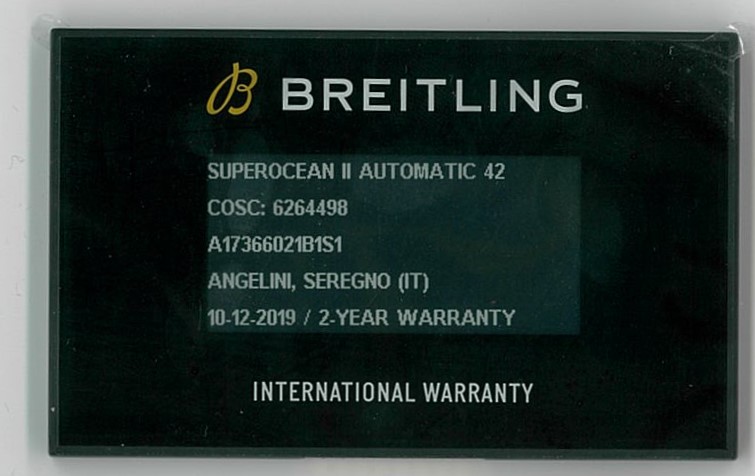 B BREITLING
SUPEROCEAN II AUTOMATIC 42
COSC: 6264498
A17366021B1S1
ANGELINI, SEREGNO (IT)
10-12-2019 / 2-YEAR WARRANTY
INTERNATIONAL WARRANTY